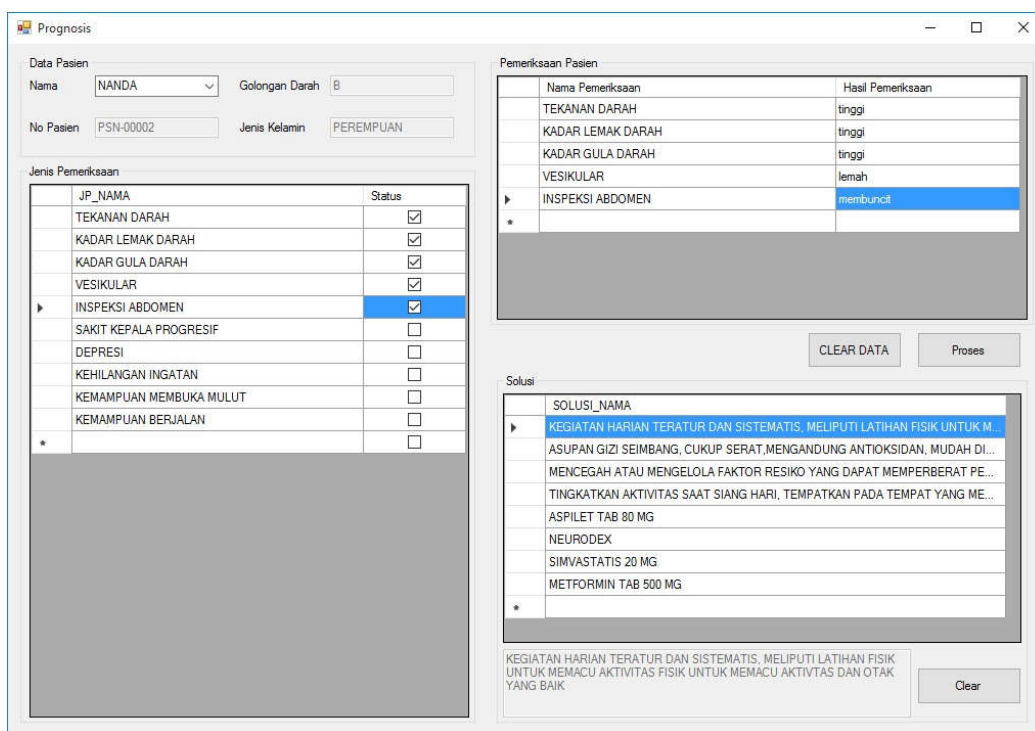 Prognosis
Data Pasien
Nama NANDA Golongan Darah B
No Pasien PSN-00002 Jenis Kelamin PEREMPUAN
Jenis Pemeriksaan
JP_NAMA Status
TEKANAN DARAH
KADAR LEMAK DARAH
KADAR GULA DARAH
VESIKULAR
INSPEKSI ABDOMEN
SAKIT KEPALA PROGRESIF
DEPRESI
KEHILANGAN INGATAN
KEMAMPUAN MEMBUKA MULUT
KEMAMPUAN BERJALAN
Pemeriksaan Pasien
Nama Pemeriksaan Hasil Pemeriksaan
TEKANAN DARAH tinggi
KADAR LEMAK DARAH tinggi
KADAR GULA DARAH tinggi
VESIKULAR lemah
INSPEKSI ABDOMEN membuncit
CLEAR DATA Proses
Solusi
SOLUSI_NAMA
KEGIATAN HARIAN TERATUR DAN SISTEMATIS, MELIPUTI LATIHAN FISIK UNTUK M...
ASUPAN GIZI SEIMBANG, CUKUP SERAT,MENGANDUNG ANTIOKSIDAN, MUDAH DI...
MENCEGAH ATAU MENGELOLA FAKTOR RESIKO YANG DAPAT MEMPERBERAT PE...
TINGKATKAN AKTIVITAS SAAT SIANG HARI, TEMPATKAN PADA TEMPAT YANG ME...
ASPILET TAB 80 MG
NEURODEX
SIMVASTATIS 20 MG
METFORMIN TAB 500 MG
KEGIATAN HARIAN TERATUR DAN SISTEMATIS, MELIPUTI LATIHAN FISIK
UNTUK MEMACU AKTIVITAS FISIK UNTUK MEMACU AKTIVTAS DAN OTAK
YANG BAIK
Clear